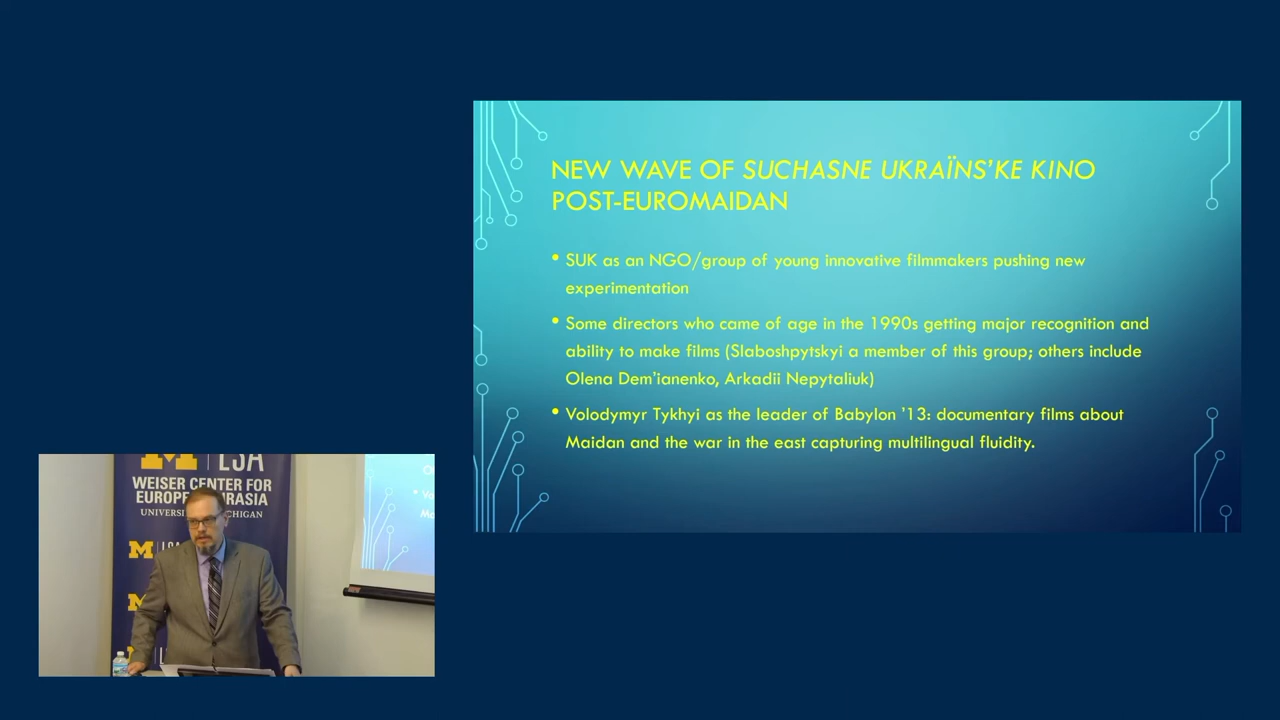 NEW WAVE OF SUCHASNE UKRAÏNS’KE KINO
POST-EUROMAIDAN
• SUK as an NGO/group of young innovative filmmakers pushing new
experimentation
• Some directors who came of age in the 1990s getting major recognition and
ability to make films (Slaboshpytskyi a member of this group; others include
Olena Dem’ianenko, Arkadii Nepytaliuk)
• Volodymyr Tykhyi as the leader of Babylon ’13: documentary films about
Maidan and the war in the east capturing multilingual fluidity.
M | LSA
WEISER CENTER FOR
M | LSA
M
M